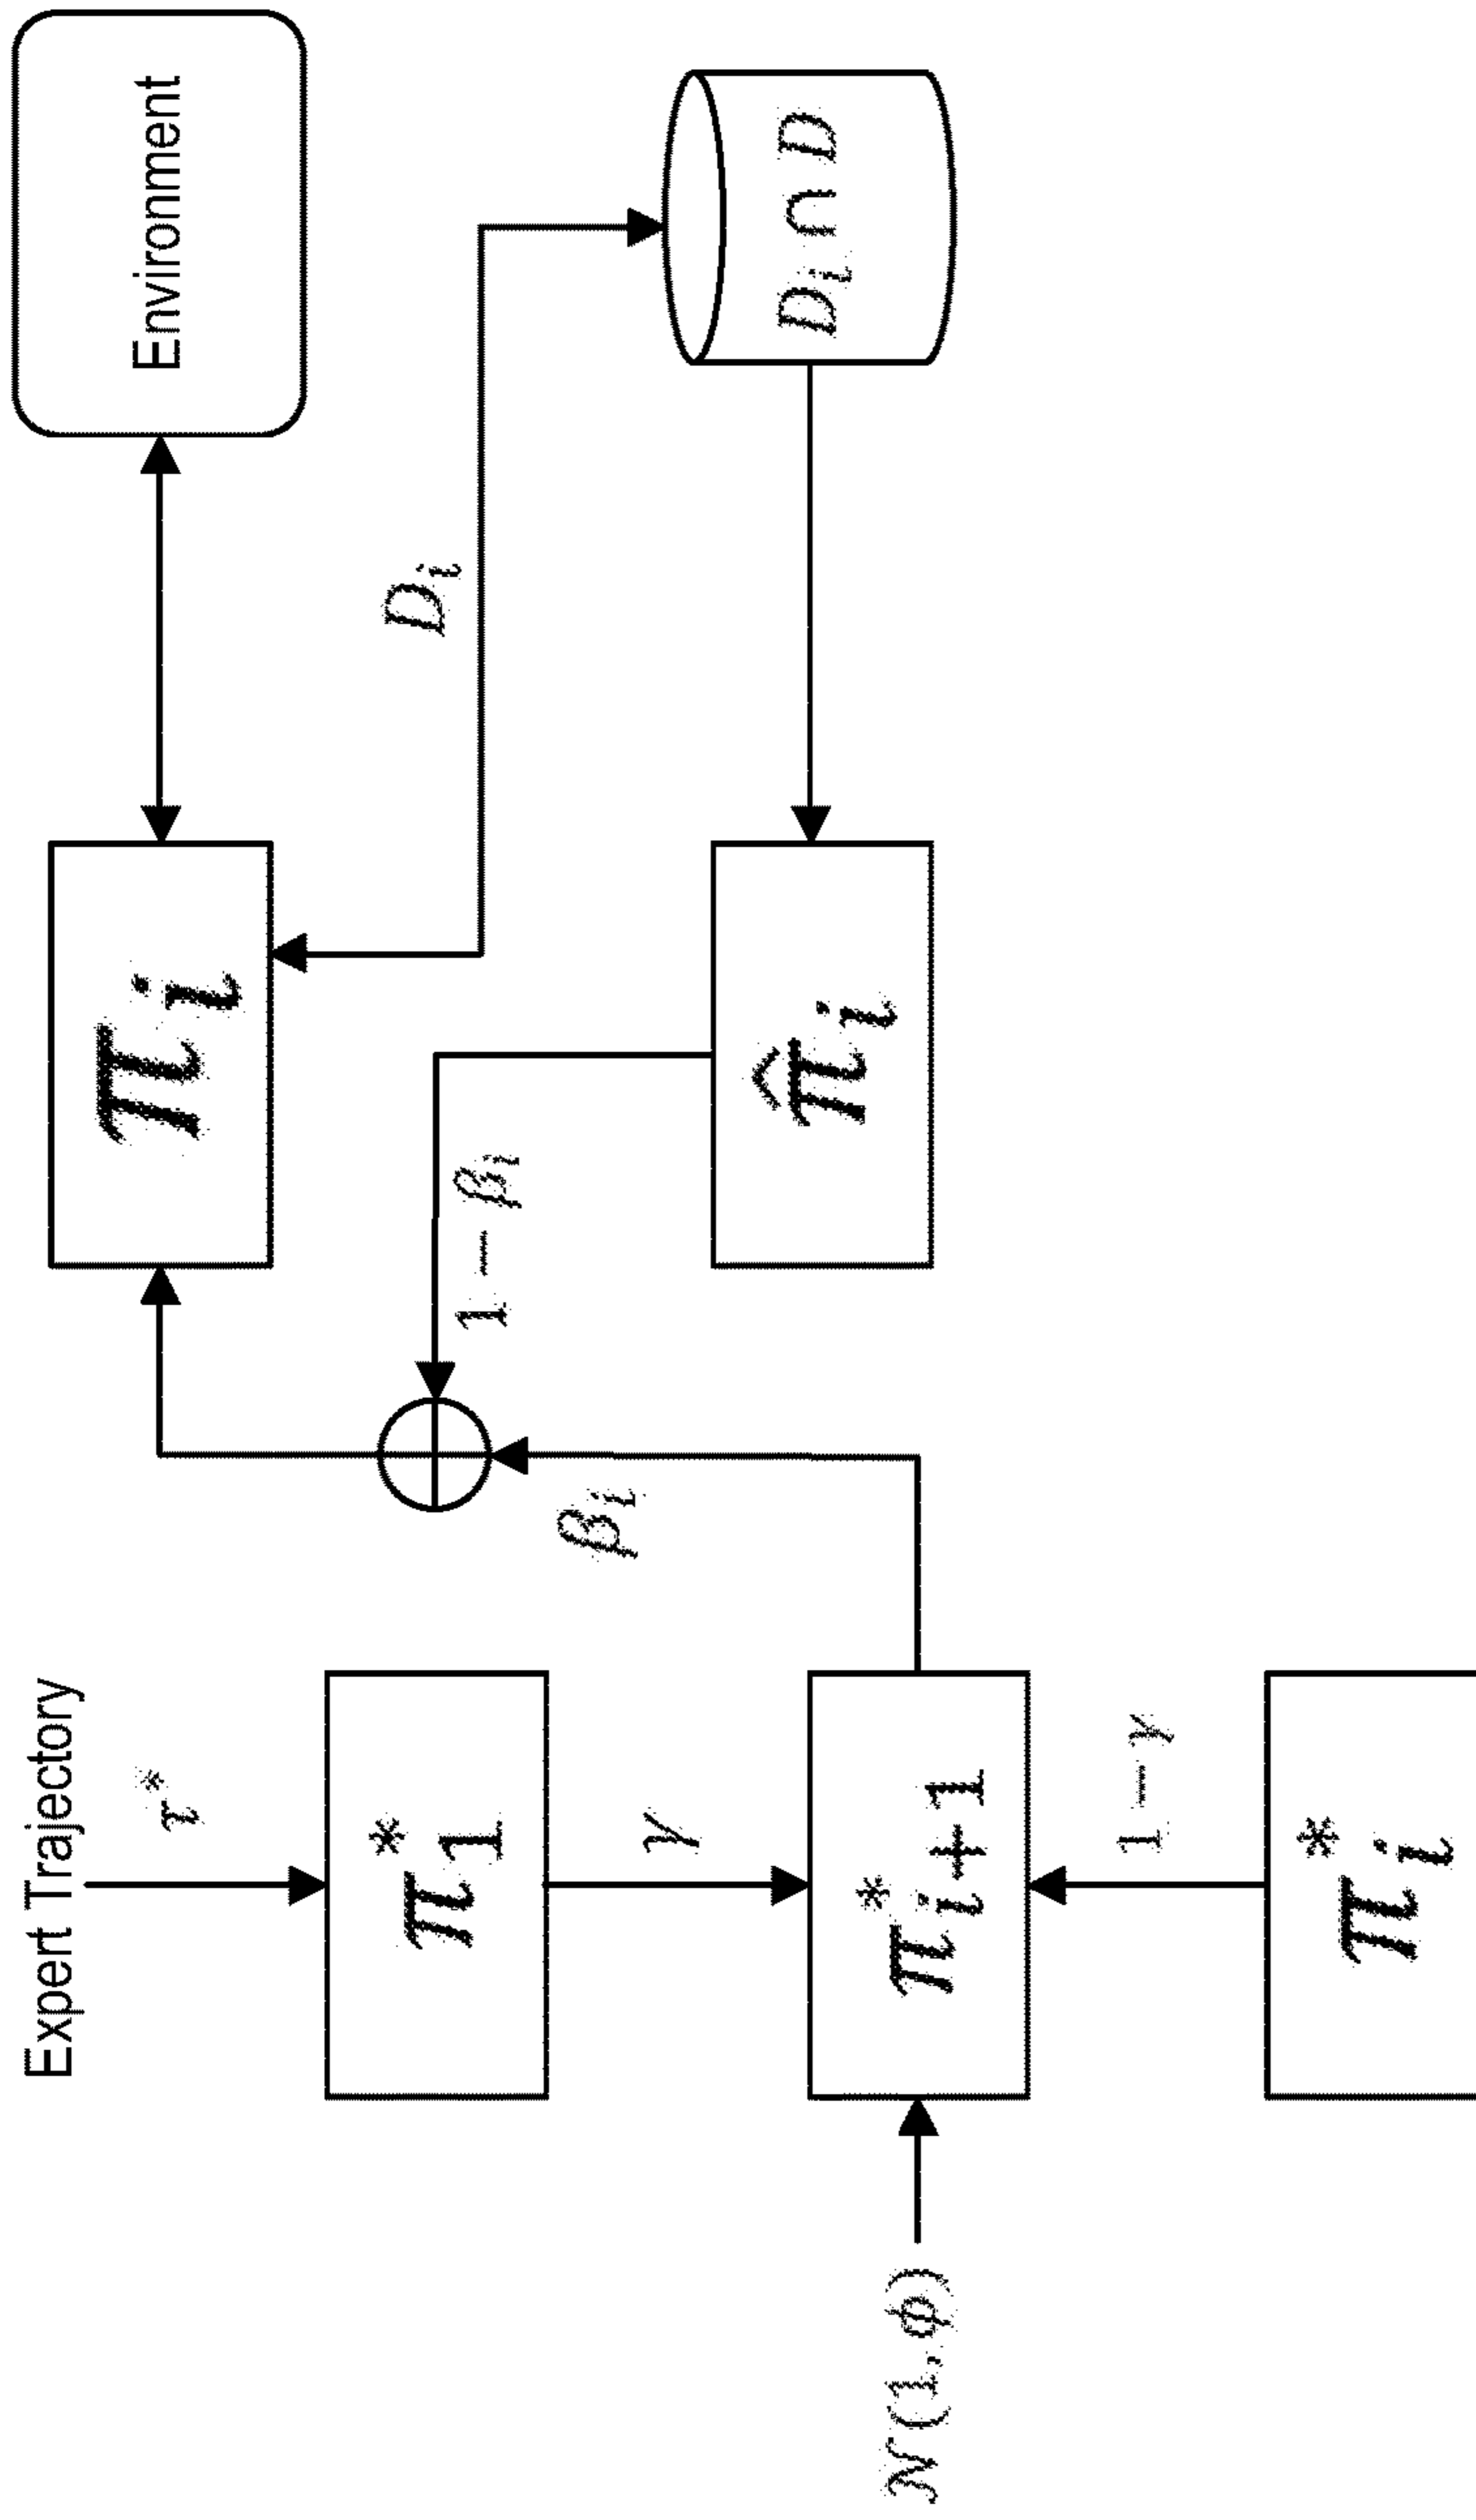 Expert Trajectory
τ*
π*1
γ
N(1,φ)
π*i+1
1−γ
π*i
βi
1−βi
πi
π̂i
Di
Environment
Di ∩ D